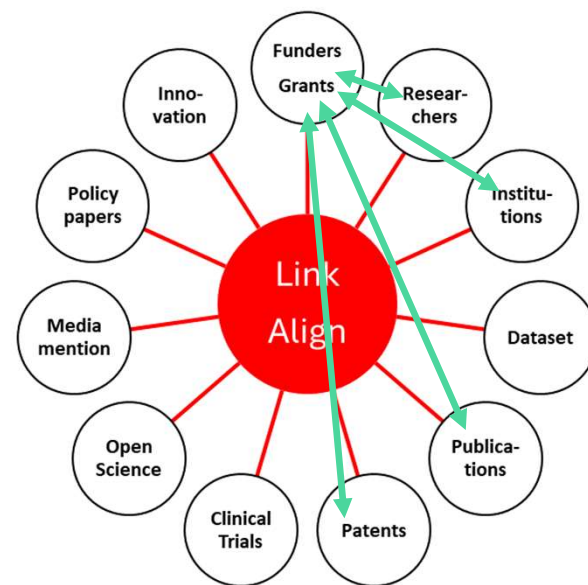 Funders
Grants
Resear-
chers
Institu-
tions
Dataset
Publica-
tions
Patents
Clinical
Trials
Open
Science
Media
mention
Policy
papers
Inno-
vation
Link
Align